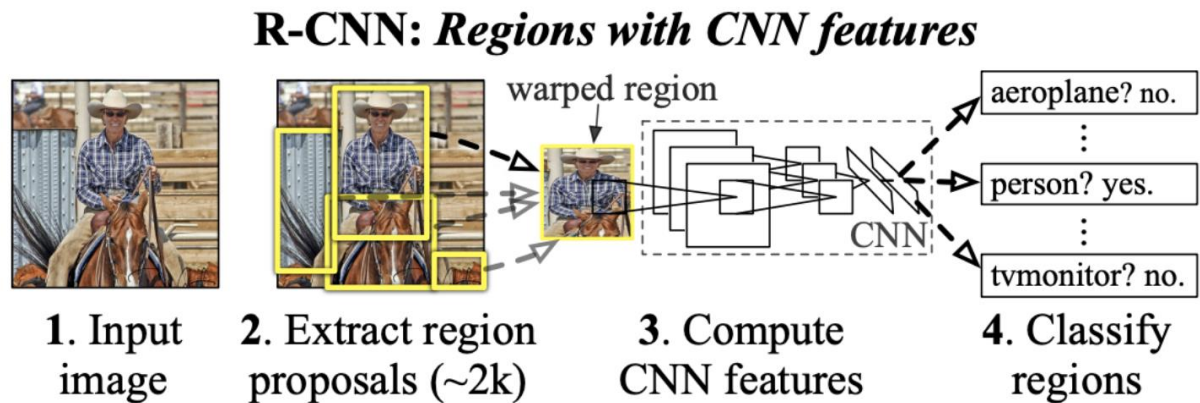 R-CNN: Regions with CNN features
warped region
aeroplane? no.
⋮
person? yes.
⋮
tvmonitor? no.
CNN
1. Input
image
2. Extract region
proposals (~2k)
3. Compute
CNN features
4. Classify
regions